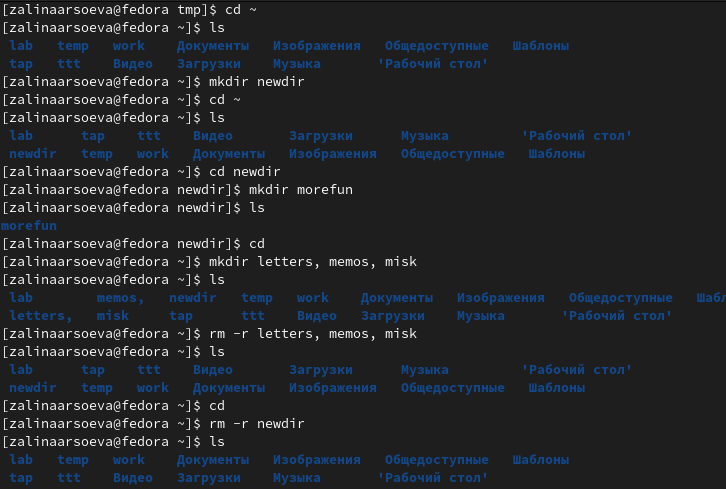 [zalinaarsoeva@fedora tmp]$ cd ~
[zalinaarsoeva@fedora ~]$ ls
lab temp work Документы Изображения Общедоступные Шаблоны
tap ttt Видео Загрузки Музыка 'Рабочий стол'
[zalinaarsoeva@fedora ~]$ mkdir newdir
[zalinaarsoeva@fedora ~]$ cd ~
[zalinaarsoeva@fedora ~]$ ls
lab tap ttt Видео Загрузки Музыка 'Рабочий стол'
newdir temp work Документы Изображения Общедоступные Шаблоны
[zalinaarsoeva@fedora ~]$ cd newdir
[zalinaarsoeva@fedora newdir]$ mkdir morefun
[zalinaarsoeva@fedora newdir]$ ls
morefun
[zalinaarsoeva@fedora newdir]$ cd
[zalinaarsoeva@fedora ~]$ mkdir letters, memos, misk
[zalinaarsoeva@fedora ~]$ ls
lab memos, newdir temp work Документы Изображения Общедоступные Шабл
letters, misk tap ttt Видео Загрузки Музыка 'Рабочий стол'
[zalinaarsoeva@fedora ~]$ rm -r letters, memos, misk
[zalinaarsoeva@fedora ~]$ ls
lab tap ttt Видео Загрузки Музыка 'Рабочий стол'
newdir temp work Документы Изображения Общедоступные Шаблоны
[zalinaarsoeva@fedora ~]$ cd
[zalinaarsoeva@fedora ~]$ rm -r newdir
[zalinaarsoeva@fedora ~]$ ls
lab temp work Документы Изображения Общедоступные Шаблоны
tap ttt Видео Загрузки Музыка 'Рабочий стол'